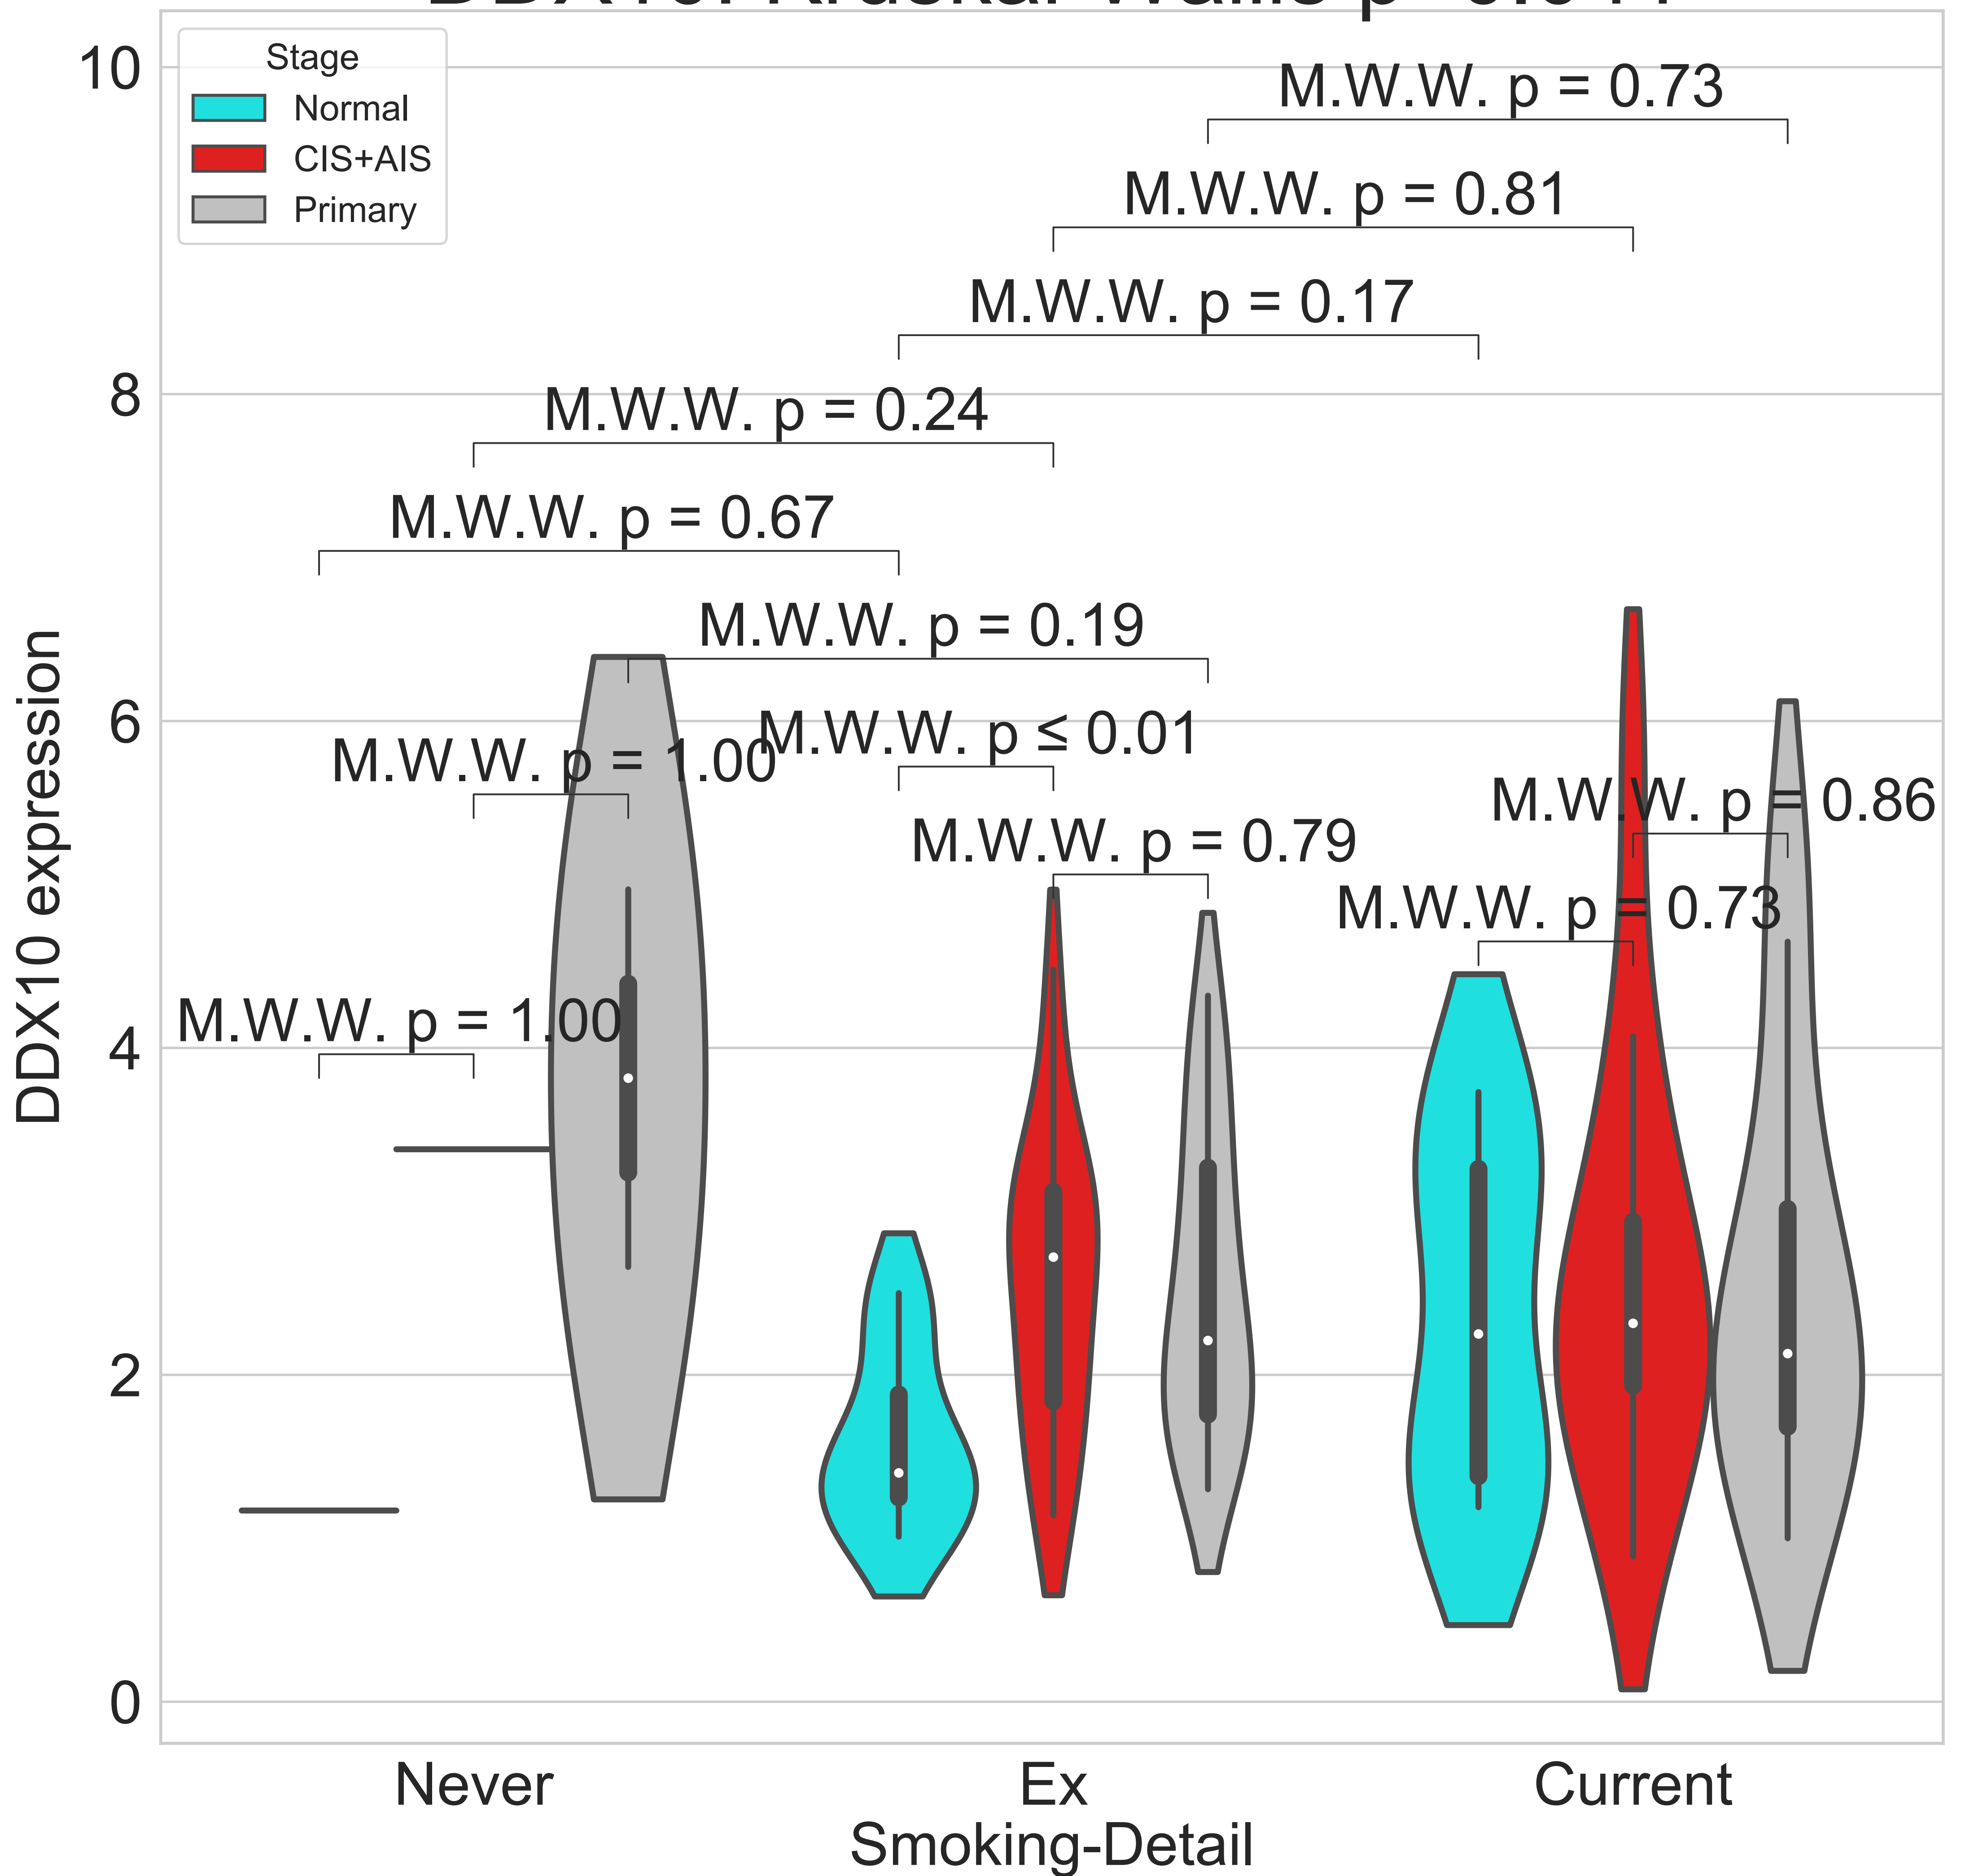 10
Stage
Normal
CIS+AIS
Primary
M.W.W. p = 0.73
M.W.W. p = 0.81
M.W.W. p = 0.17
8
M.W.W. p = 0.24
M.W.W. p = 0.67
M.W.W. p = 0.19
6
M.W.W. p ≤ 0.01
M.W.W. p = 1.00
M.W.W. p = 0.86
M.W.W. p = 0.79
M.W.W. p = 0.73
DDX10 expression
4
M.W.W. p = 1.00
2
0
Never
Ex
Current
Smoking-Detail